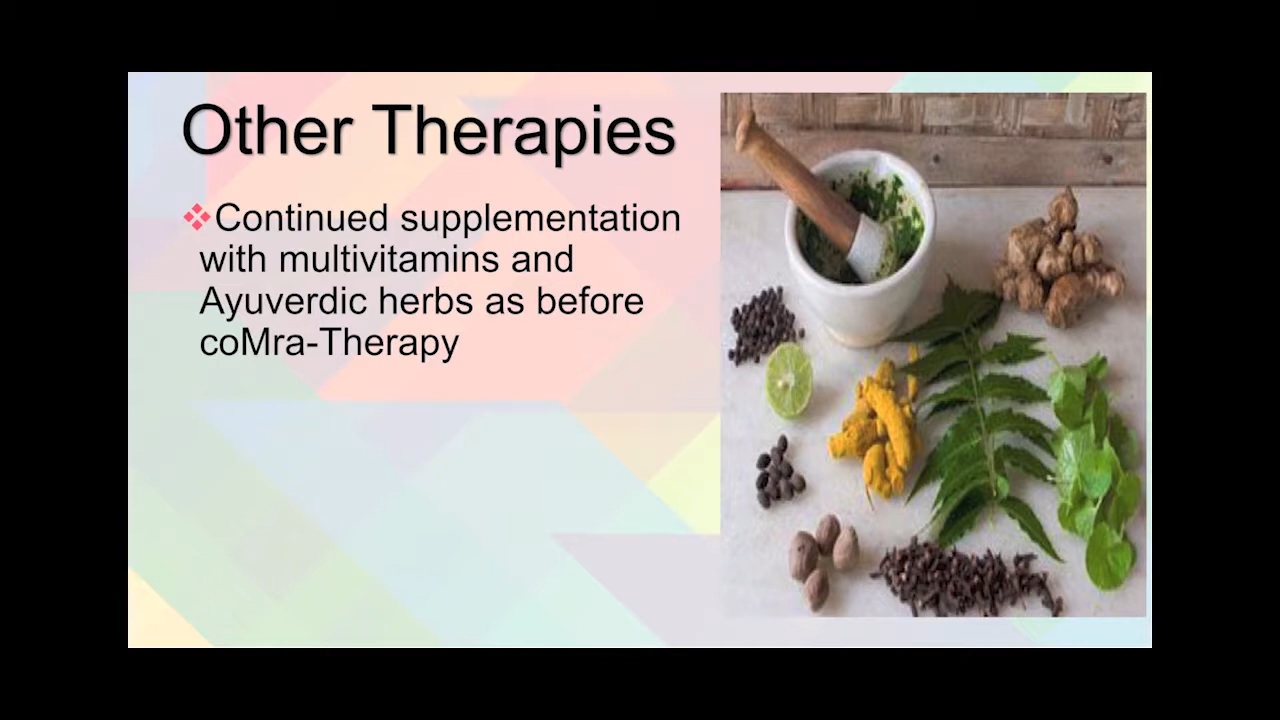 Other Therapies
❖Continued supplementation
with multivitamins and
Ayuverdic herbs as before
coMra-Therapy